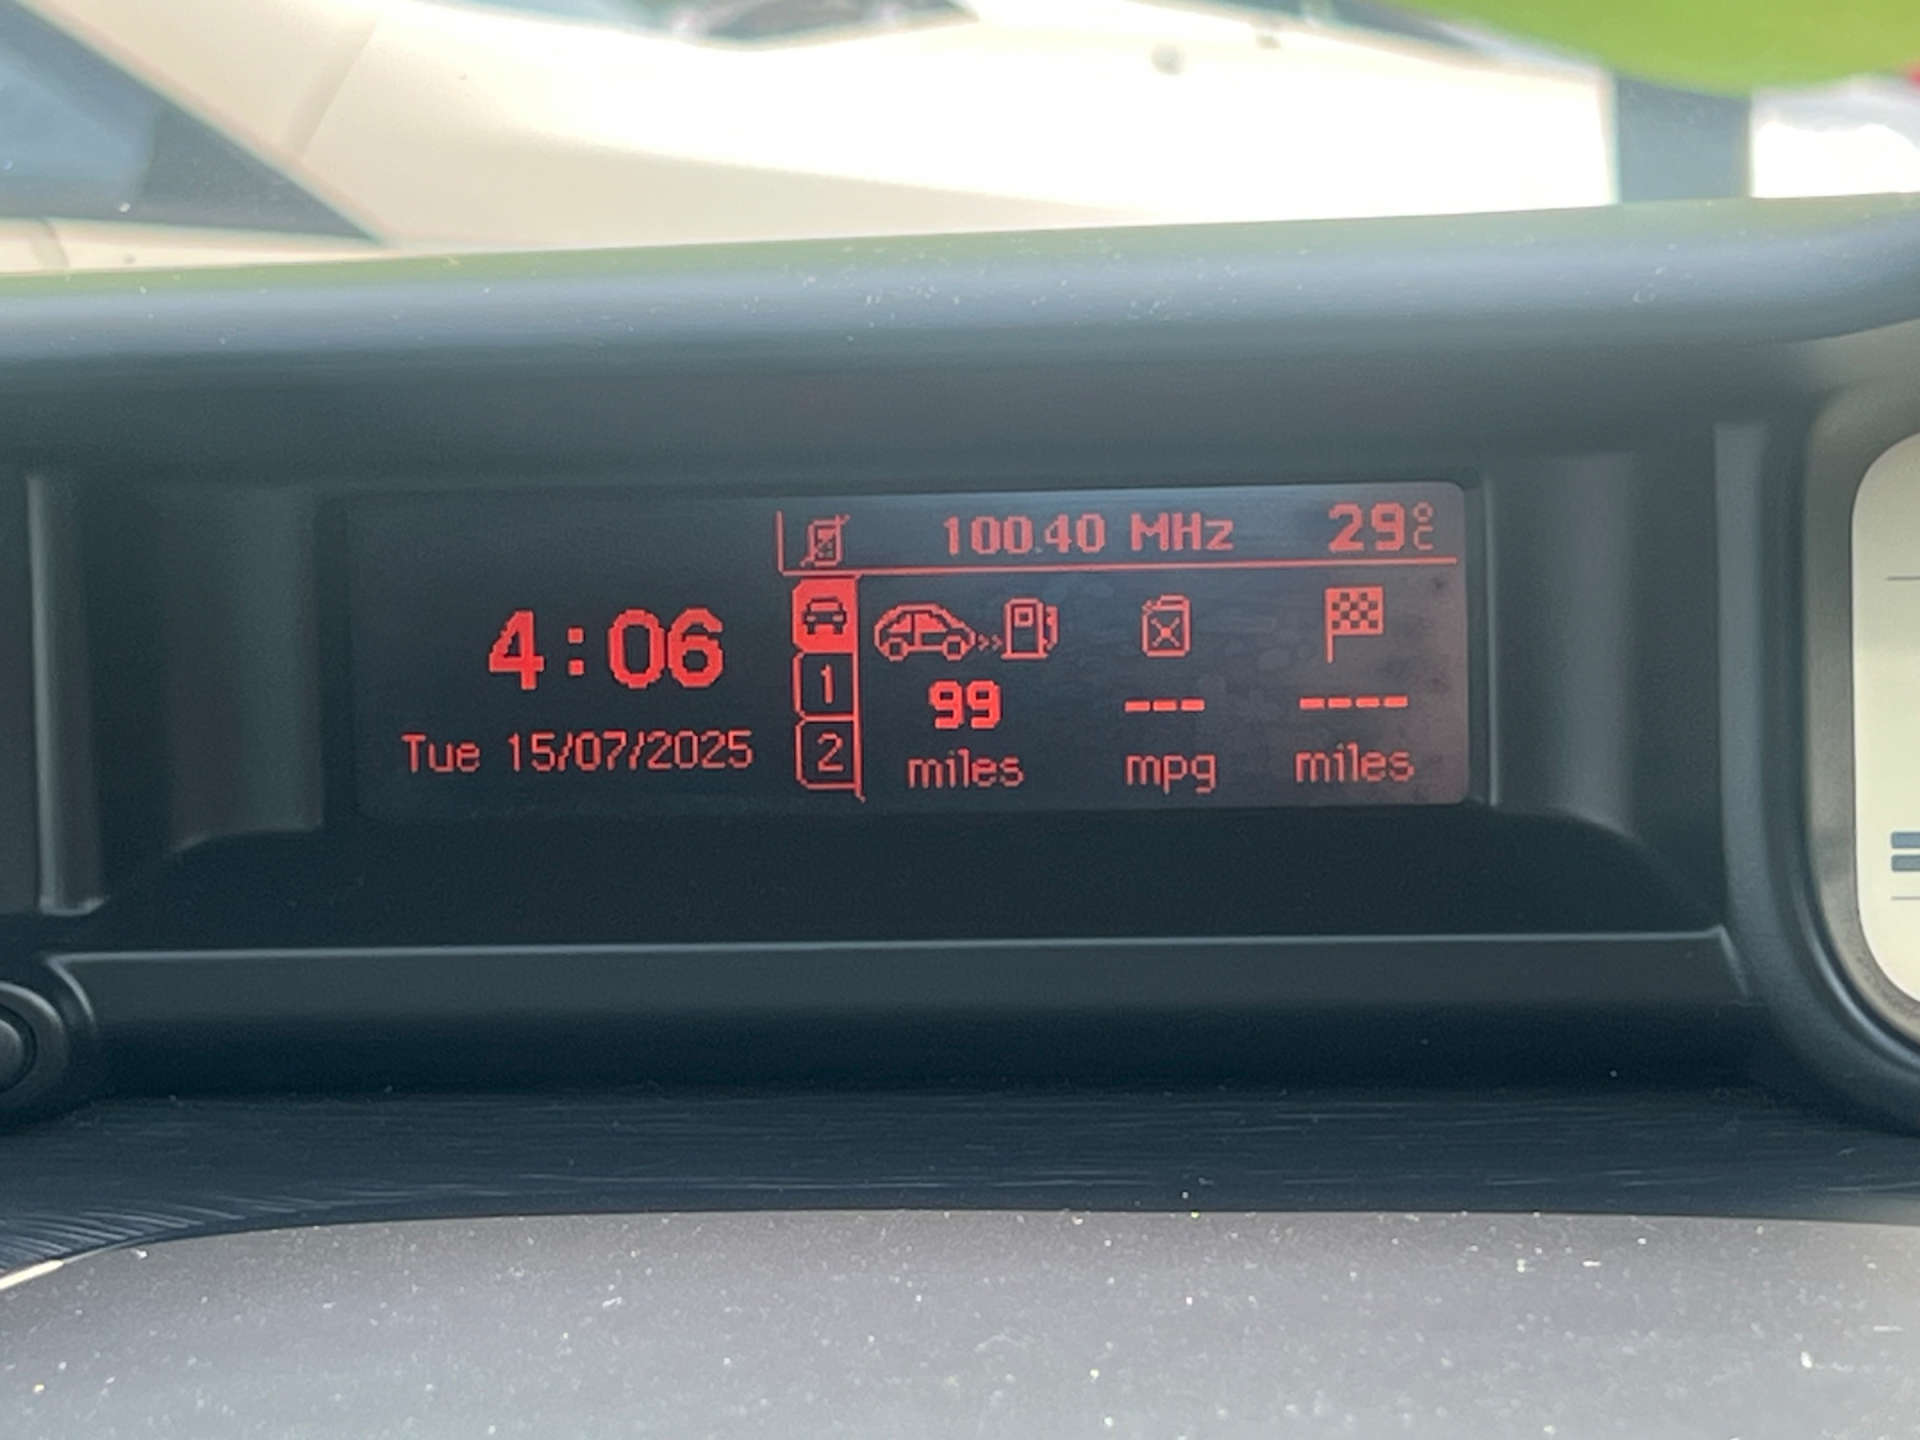 100.40 MHz 29°C
4:06
Tue 15/07/2025
1
2
99 --- ----
miles mpg miles